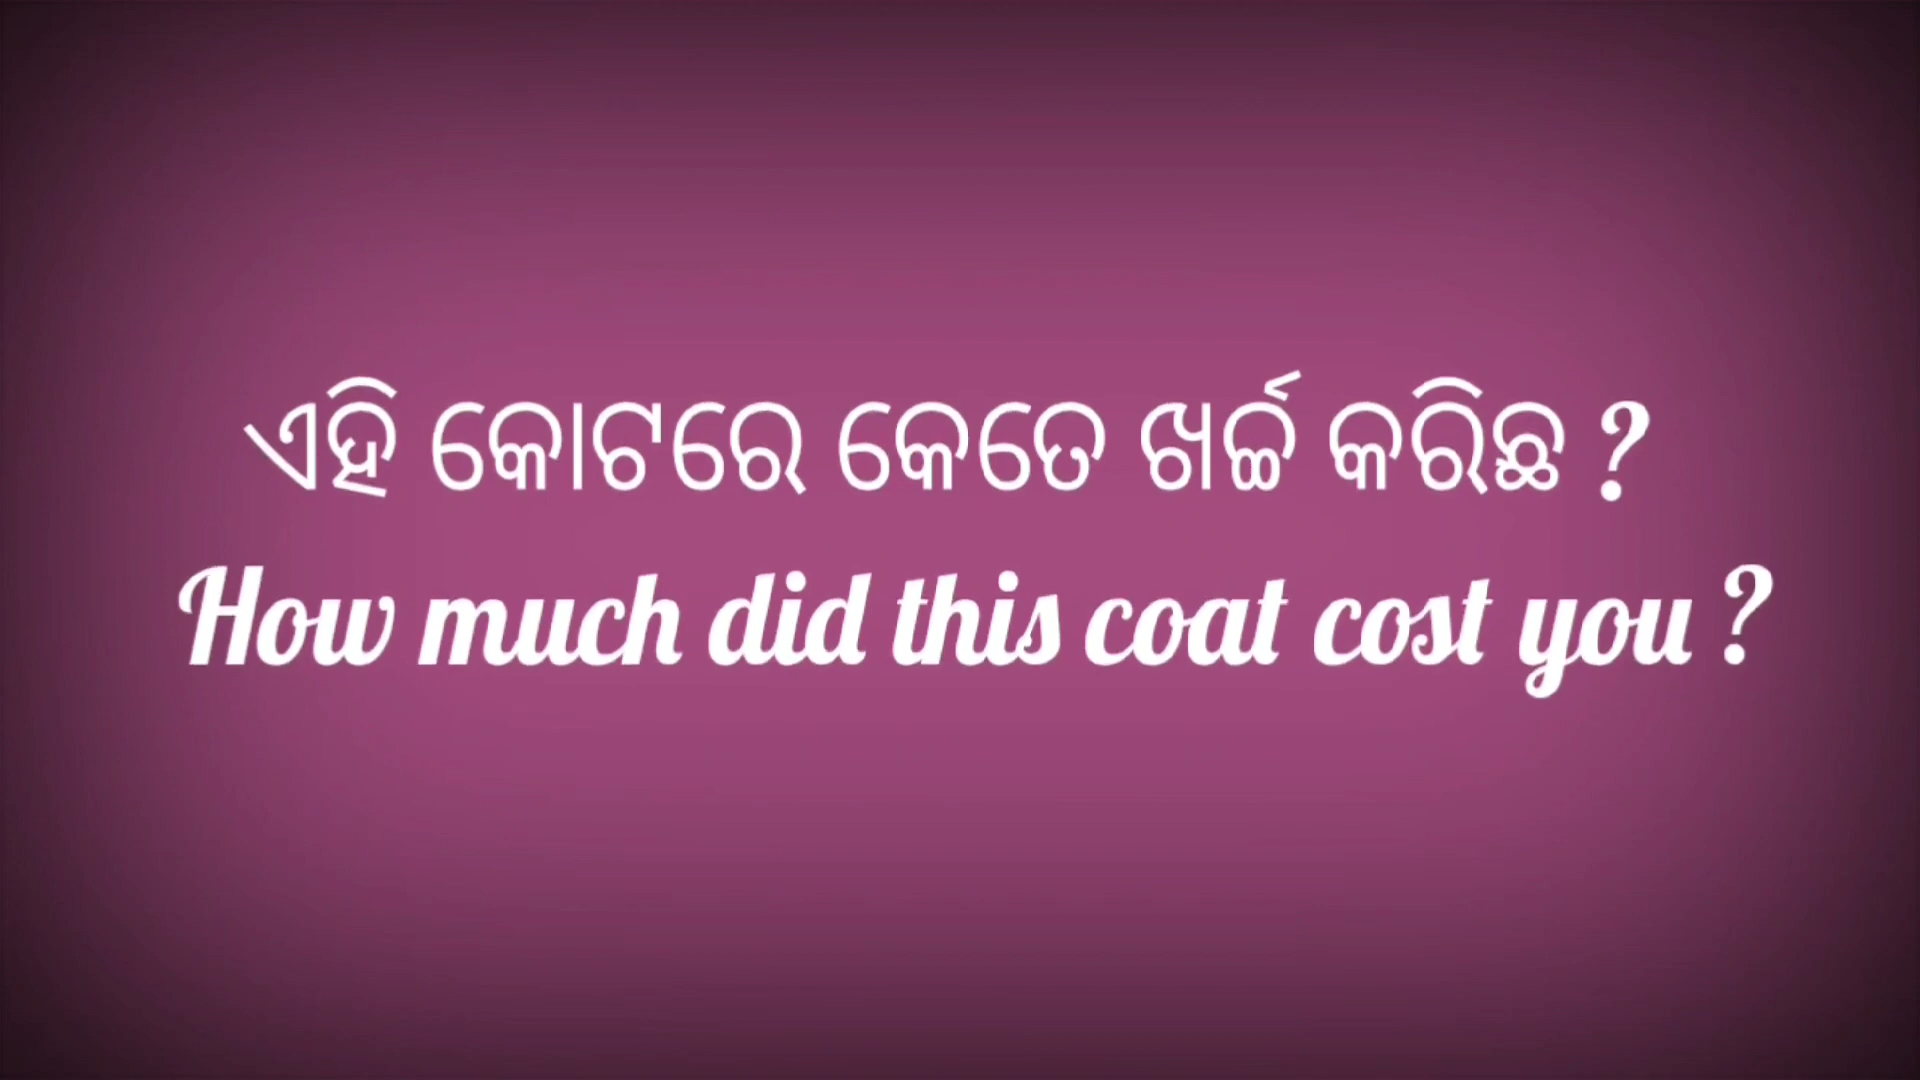 ଏହି କୋଟରେ କେତେ ଖର୍ଚ୍ଚ କରିଛ ?
How much did this coat cost you ?